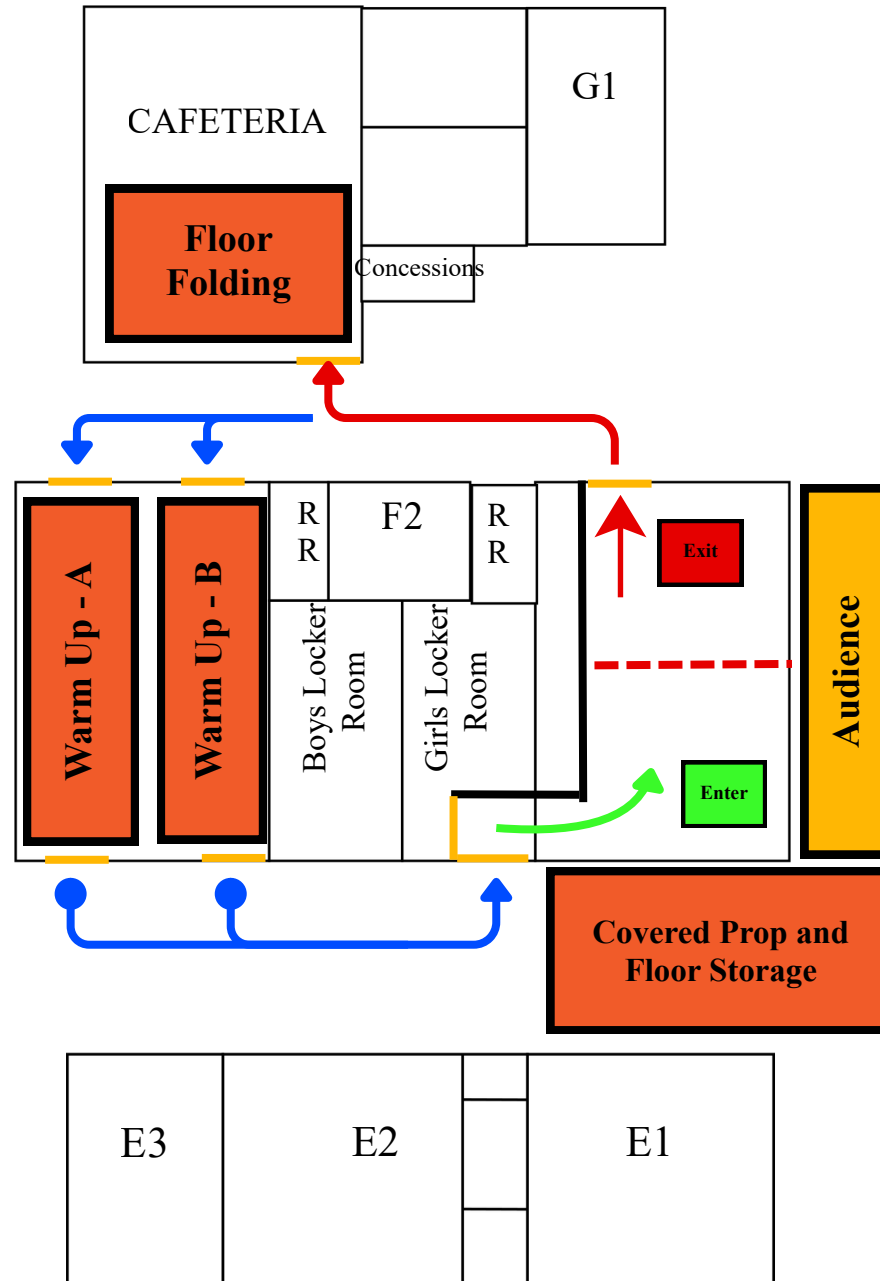 CAFETERIA
G1
Floor
Folding
Concessions
Warm Up - A
Warm Up - B
R
R
F2
R
R
Boys Locker
Room
Girls Locker
Room
Exit
Enter
Audience
Covered Prop and
Floor Storage
E3
E2
E1